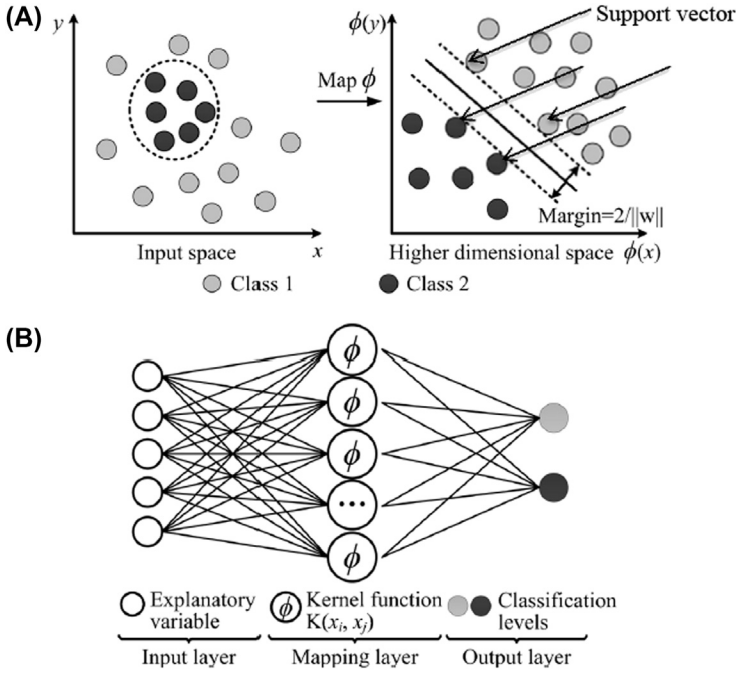 (A)
y
Map ϕ
Input space
x
ϕ(y)
Support vector
Margin=2/||w||
Higher dimensional space ϕ(x)
Class 1
Class 2
(B)
ϕ
ϕ
ϕ
...
ϕ
Explanatory
variable
ϕ
Kernel function
K(xi, xj)
Classification
levels
Input layer
Mapping layer
Output layer